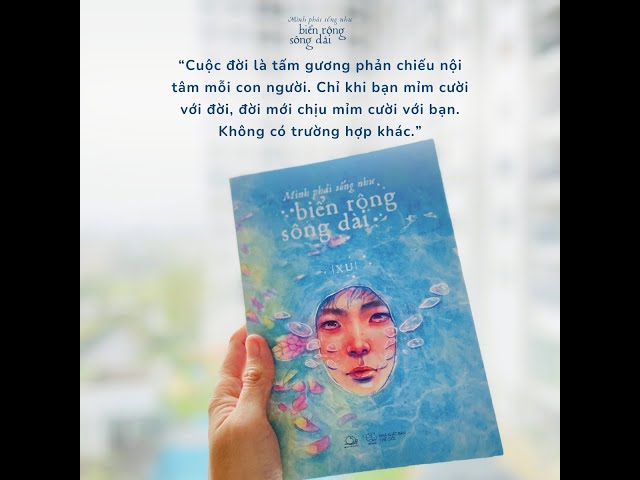 Mình phải sống như
biển rộng
sông dài
“Cuộc đời là tấm gương phản chiếu nội
tâm mỗi con người. Chỉ khi bạn mỉm cười
với đời, đời mới chịu mỉm cười với bạn.
Không có trường hợp khác.”
Mình phải sống như
biển rộng
sông dài
|XU|